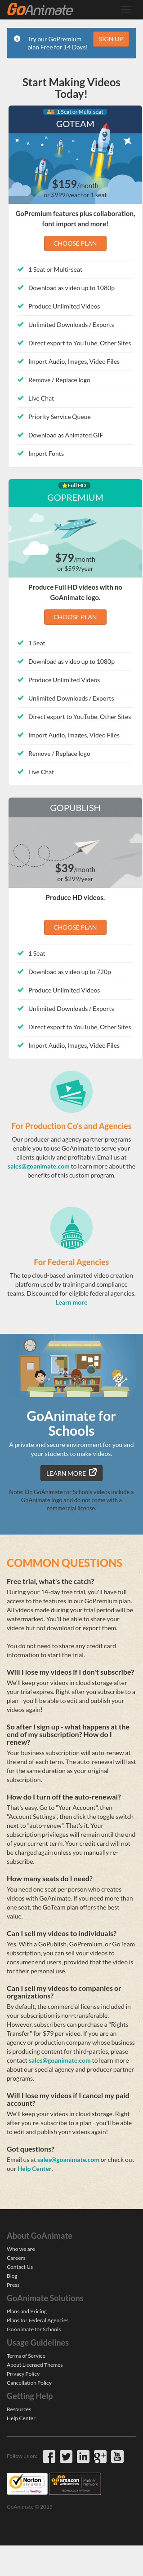 GoAnimate
Try our GoPremium
plan Free for 14 Days!
SIGN UP
Start Making Videos
Today!
1 Seat or Multi-seat
GOTEAM
$159/month
or $999/year for 1 seat
GoPremium features plus collaboration,
font import and more!
CHOOSE PLAN
1 Seat or Multi-seat
Download as video up to 1080p
Produce Unlimited Videos
Unlimited Downloads / Exports
Direct export to YouTube, Other Sites
Import Audio, Images, Video Files
Remove / Replace logo
Live Chat
Priority Service Queue
Download as Animated GIF
Import Fonts
Full HD
GOPREMIUM
$79/month
or $599/year
Produce Full HD videos with no
GoAnimate logo.
CHOOSE PLAN
1 Seat
Download as video up to 1080p
Produce Unlimited Videos
Unlimited Downloads / Exports
Direct export to YouTube, Other Sites
Import Audio, Images, Video Files
Remove / Replace logo
Live Chat
GOPUBLISH
$39/month
or $299/year
Produce HD videos.
CHOOSE PLAN
1 Seat
Download as video up to 720p
Produce Unlimited Videos
Unlimited Downloads / Exports
Direct export to YouTube, Other Sites
Import Audio, Images, Video Files
For Production Co's and Agencies
Our producer and agency partner programs
enable you to use GoAnimate to serve your
clients quickly and profitably. Email us at
sales@goanimate.com to learn more about the
benefits of this custom program.
For Federal Agencies
The top cloud-based animated video creation
platform by training, compliance and healthcare
teams. Discounted for eligible federal agencies.
Learn more
GoAnimate for
Schools
A private and secure environment for you and
your students to make videos.
LEARN MORE
Note: On GoAnimate for Schools videos include a
GoAnimate logo and do not come with a
commercial license.
COMMON QUESTIONS
Free trial, what's the catch?
During your 14-day free trial, you'll have full
access to the features in our GoPremium plan.
All videos made during your trial period will be
watermarked. You'll be able to share your
videos but not download or export them.
You do not need to share any credit card
information to start the trial.
Will I lose my videos if I don't subscribe?
We'll keep your videos in cloud storage after
your trial expires. Right after you subscribe to a
plan - you'll be able to edit and publish your
videos again!
So after I sign up - what happens at the
end of my subscription? How do I
renew?
Your business subscription will auto-renew at
the end of each term. The auto-renewal will last
for the same duration as your original
subscription.
How do I turn off the auto-renewal?
That's easy. Go to "Your Account", then
"Account Settings", then you'll see the toggle switch
next to "auto-renew". That's it. Your
subscription privileges will remain until the end
of your current term. Your credit card will not
be charged again unless you manually re-
subscribe.
How many seats do I need?
You need one seat per person who creates
videos with GoAnimate. If you need more than
one seat, the GoTeam plan offers the best
value.
Can I sell my videos to individuals?
Yes. With a GoPublish, GoPremium, or GoTeam
subscription, you can sell your videos to
consumer end users, provided that the video is
for their personal use.
Can I sell my videos to companies or
organizations?
By default, the commercial license included in
your subscription is non-transferable.
However, subscribers can purchase a "Rights
Transfer" for $79 per video. If you are an
agency or production company whose business
is producing content for third-parties, please
contact sales@goanimate.com to learn more
about our special agency and producer partner
programs.
Will I lose my videos if I cancel my paid
account?
We'll keep your videos in cloud storage. Right
after you re-subscribe to a plan - you'll be able
to edit and publish your videos again!
Got questions?
Email us at sales@goanimate.com or check out
our Help Center.
About GoAnimate
Who we are
Careers
Contact Us
Blog
Press
GoAnimate Solutions
Plans and Pricing
Plans for Federal Agencies
GoAnimate for Schools
Usage Guidelines
Terms of Service
About Licensed Themes
Privacy Policy
Cancellation Policy
Getting Help
Resources
Help Center
Follow us on:
Norton
SECURED
amazon
web services
Partner
Network
GoAnimate © 2015